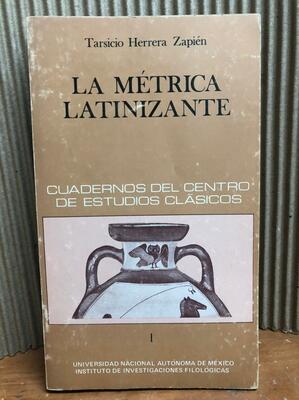 Tarsicio Herrera Zapién
LA MÉTRICA
LATINIZANTE
CUADERNOS DEL CENTRO
DE ESTUDIOS CLÁSICOS
1
UNIVERSIDAD NACIONAL AUTÓNOMA DE MÉXICO
INSTITUTO DE INVESTIGACIONES FILOLÓGICAS